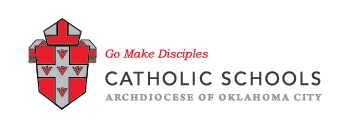 Go Make Disciples
CATHOLIC SCHOOLS
ARCHDIOCESE OF OKLAHOMA CITY